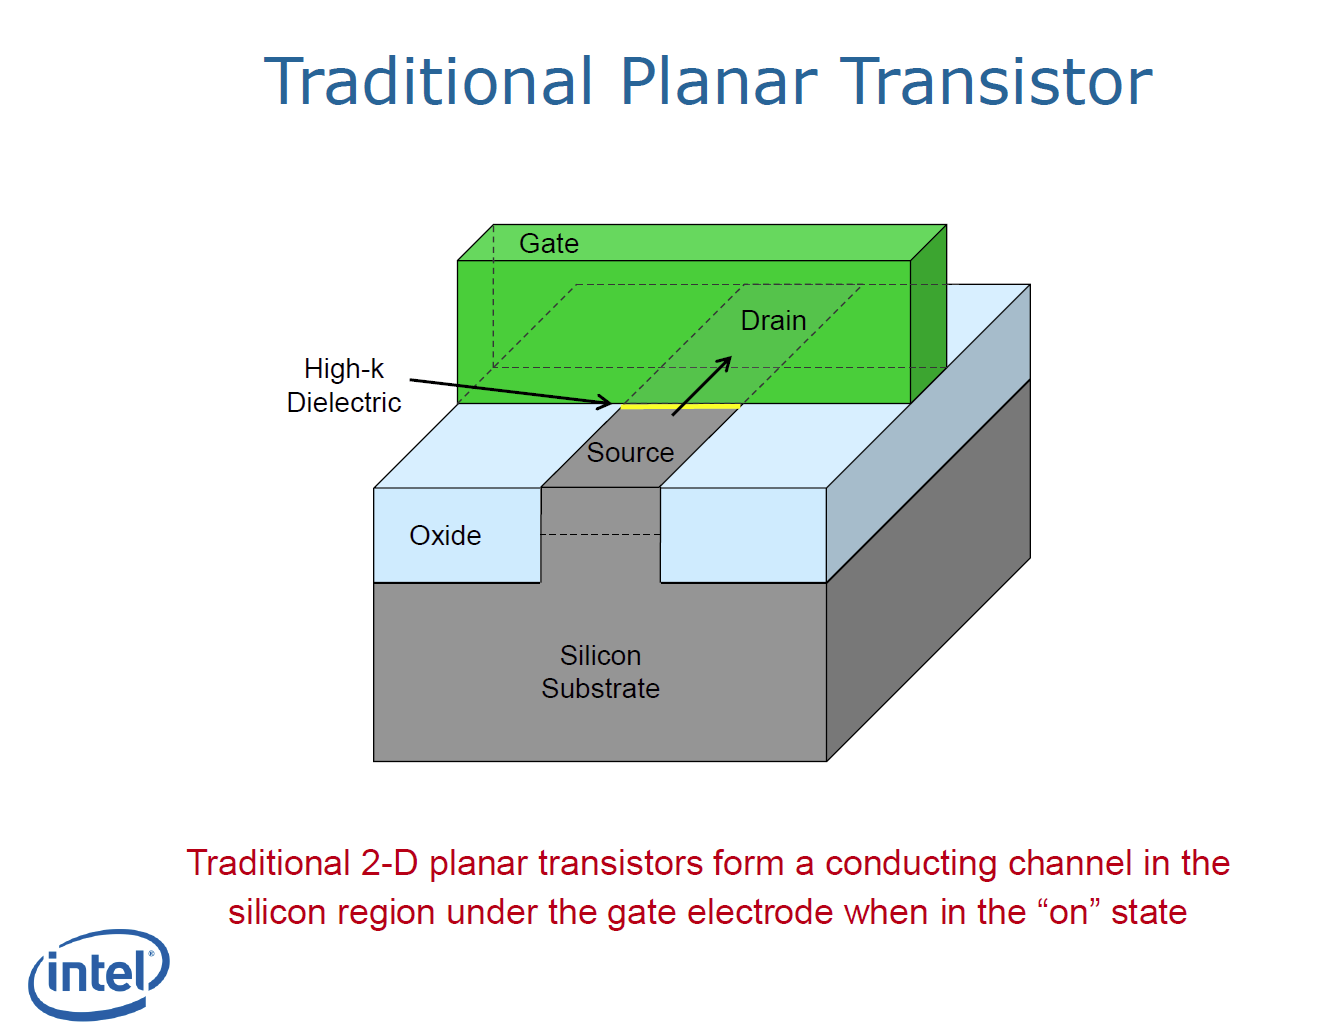 Traditional Planar Transistor
Gate
Drain
High-k
Dielectric
Source
Oxide
Silicon
Substrate
Traditional 2-D planar transistors form a conducting channel in the
silicon region under the gate electrode when in the “on” state
intel®